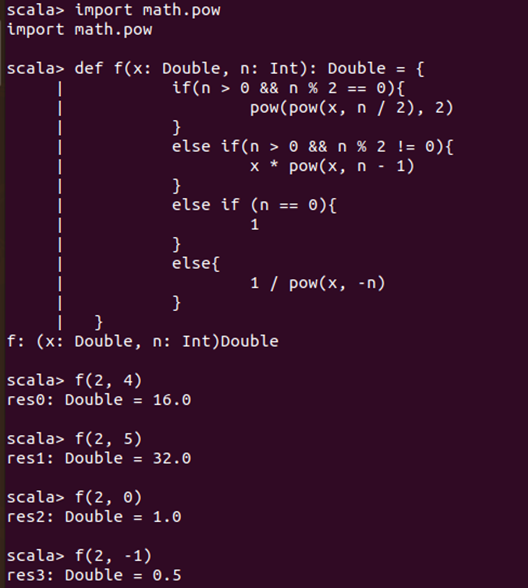 scala> import math.pow
import math.pow
scala> def f(x: Double, n: Int): Double = {
| if(n > 0 && n % 2 == 0){
| pow(pow(x, n / 2), 2)
| }
| else if(n > 0 && n % 2 != 0){
| x * pow(x, n - 1)
| }
| else if (n == 0){
| 1
| }
| else{
| 1 / pow(x, -n)
| }
| }
f: (x: Double, n: Int)Double
scala> f(2, 4)
res0: Double = 16.0
scala> f(2, 5)
res1: Double = 32.0
scala> f(2, 0)
res2: Double = 1.0
scala> f(2, -1)
res3: Double = 0.5